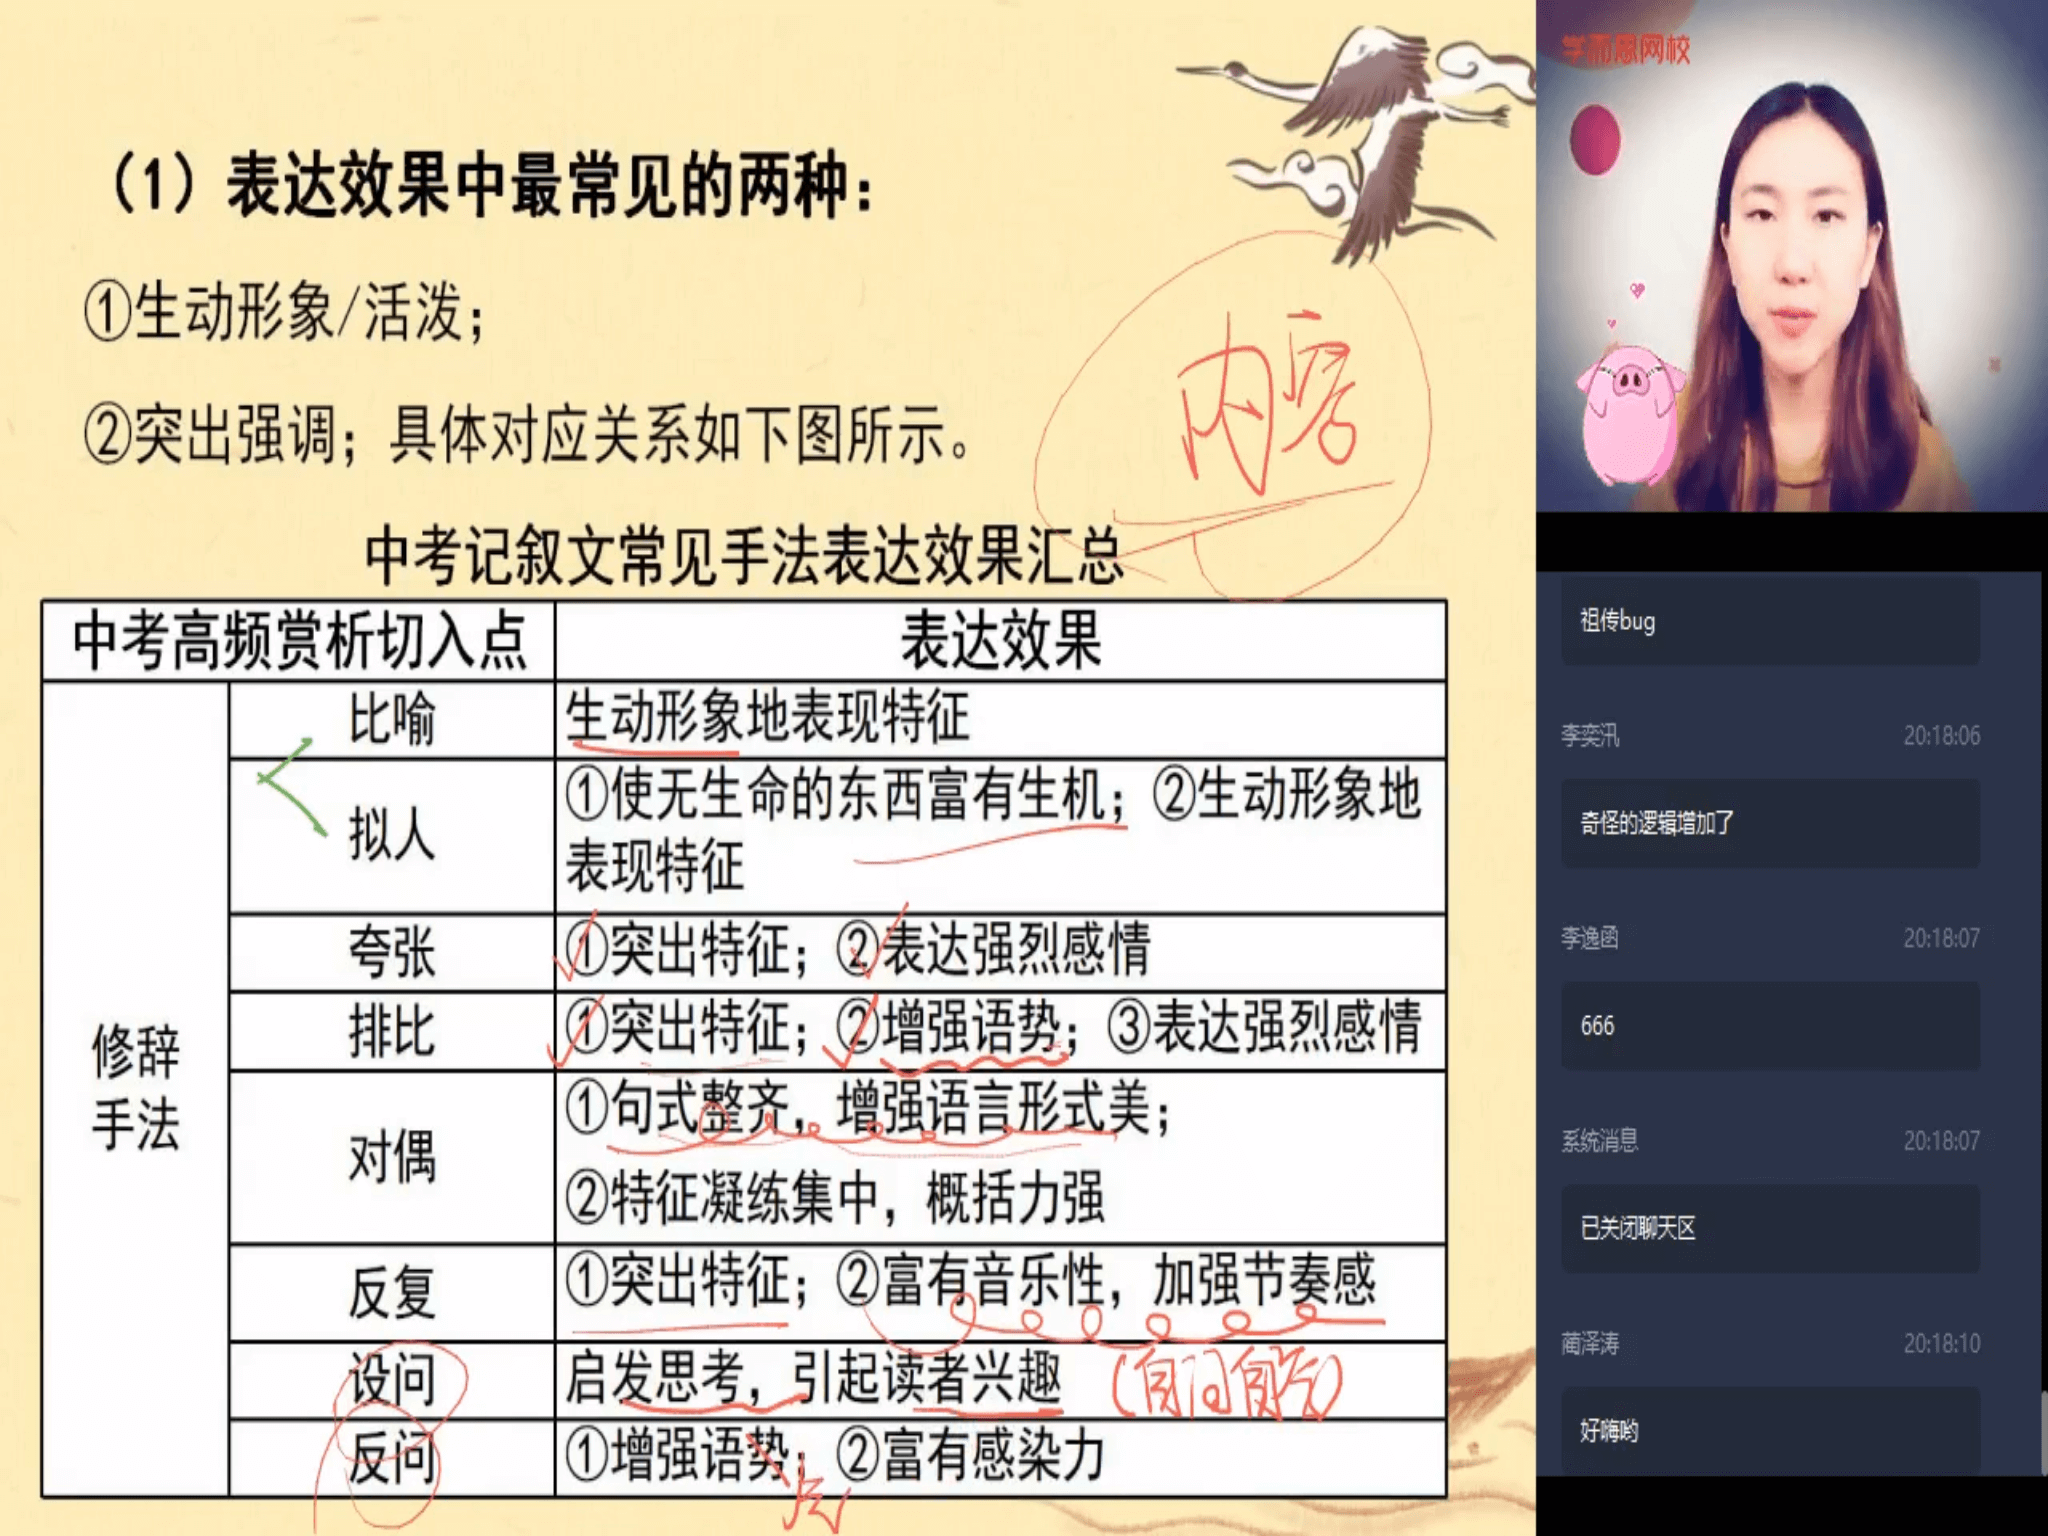 （1）表达效果中最常见的两种：
①生动形象/活泼；
②突出强调；具体对应关系如下图所示。
内容
中考记叙文常见手法表达效果汇总
中考高频赏析切入点 表达效果
修辞
手法
比喻 生动形象地表现特征
拟人 ①使无生命的东西富有生机；②生动形象地
表现特征
夸张 ①突出特征；②表达强烈感情
排比 ①突出特征；②增强语势；③表达强烈感情
对偶 ①句式整齐，增强语言形式美；
②特征凝练集中，概括力强
反复 ①突出特征；②富有音乐性，加强节奏感
设问 启发思考，引起读者兴趣
(自问自答)
反问 ①增强语势；②富有感染力
学而思网校
祖传bug
李奕汛 20:18:06
奇怪的逻辑增加了
李逸函 20:18:07
666
系统消息 20:18:07
已关闭聊天区
蔺泽涛 20:18:10
好嗨哟